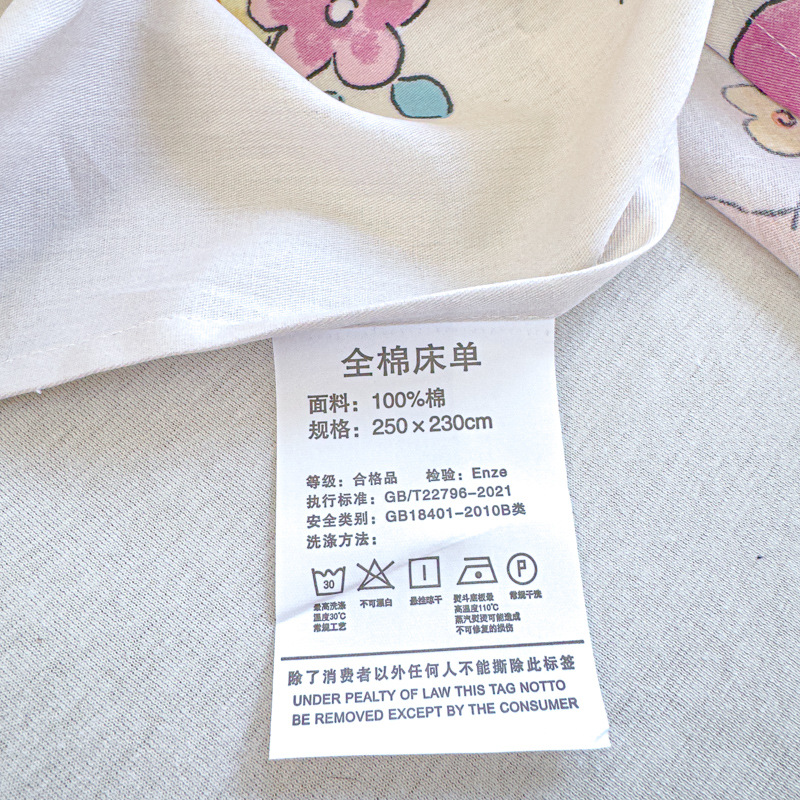 全棉床单
面料：100%棉
规格：250×230cm
等级：合格品 检验：Enze
执行标准：GB/T22796-2021
安全类别：GB18401-2010B类
洗涤方法：
30
P
最高洗涤
温度30℃
常规工艺
不可漂白
悬挂晾干
熨斗底板最
高温度110℃
蒸汽熨烫可能造成
不可修复的损伤
常规干洗
除了消费者以外任何人不能撕除此标签
UNDER PEALTY OF LAW THIS TAG NOTTO
BE REMOVED EXCEPT BY THE CONSUMER